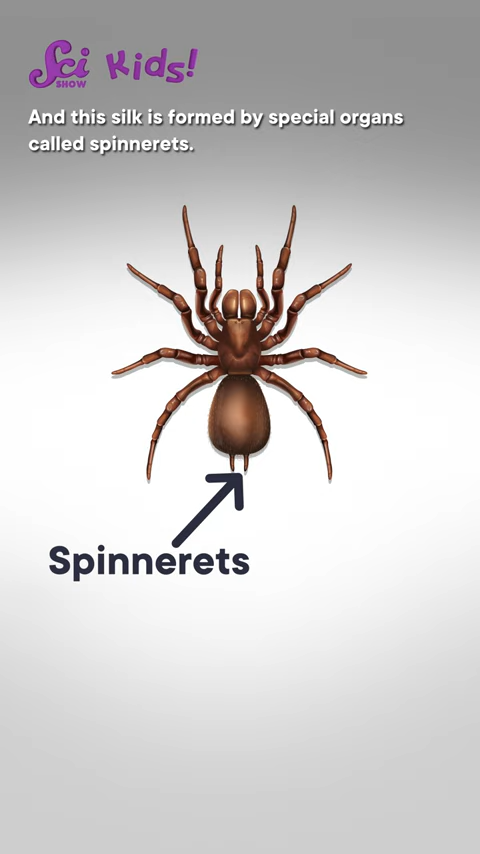 Sci Kids!
SHOW
And this silk is formed by special organs
called spinnerets.
Spinnerets